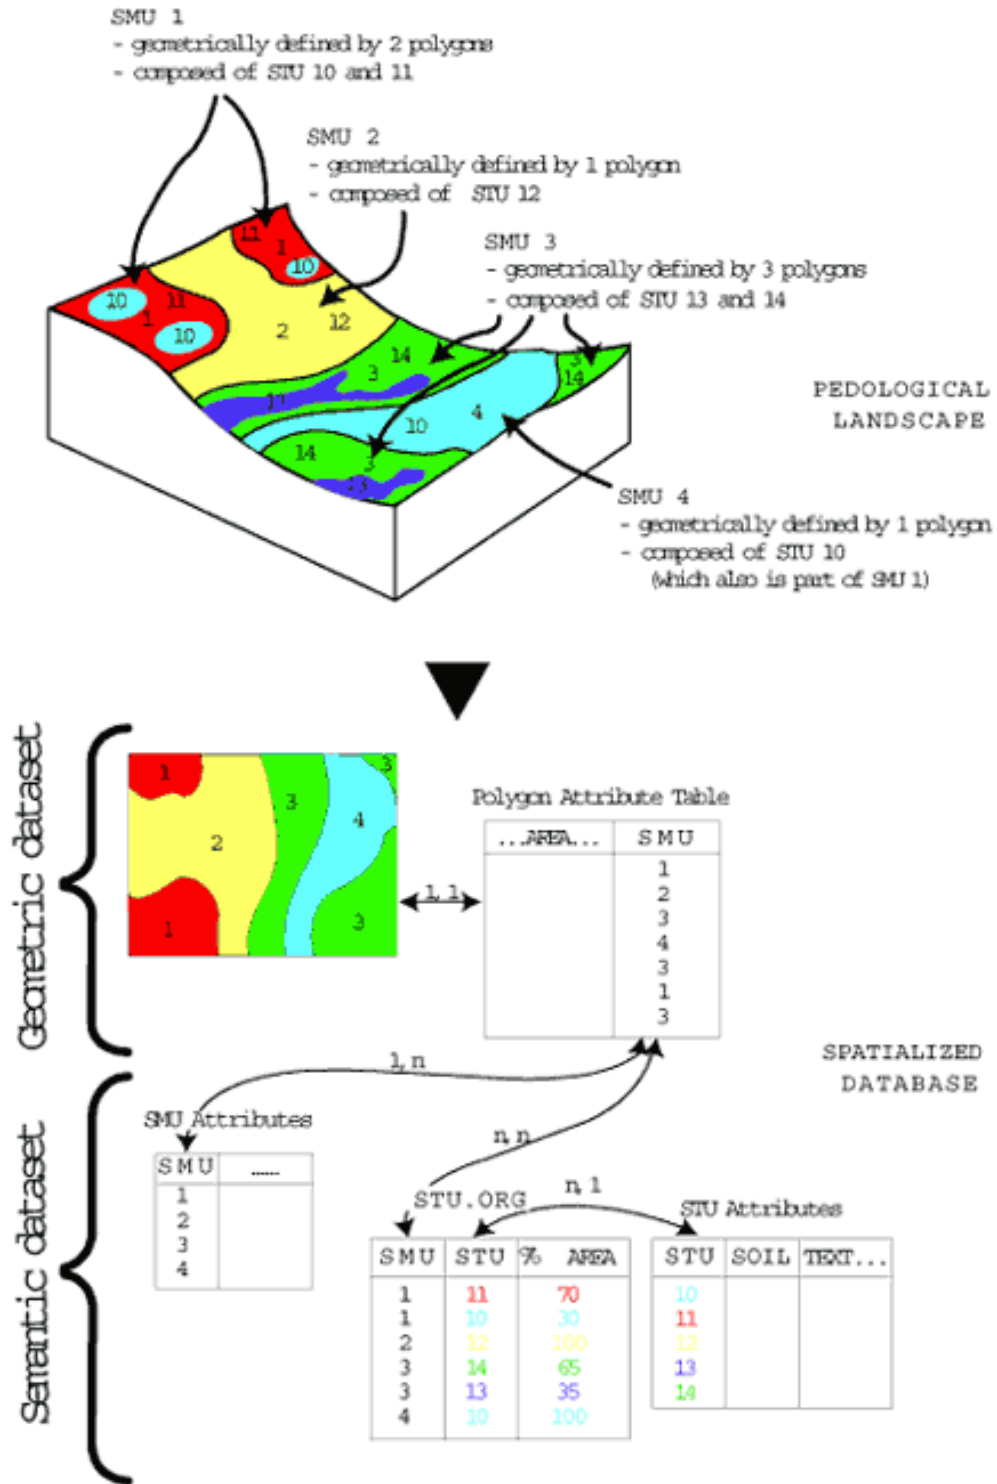 SMU 1
- geometrically defined by 2 polygons
- composed of STU 10 and 11
SMU 2
- geometrically defined by 1 polygon
- composed of STU 12
SMU 3
- geometrically defined by 3 polygons
- composed of STU 13 and 14
11
1
10
10
11
1
10
2
12
14
3
3
14
4
10
14
3
PEDOLOGICAL
LANDSCAPE
SMU 4
- geometrically defined by 1 polygon
- composed of STU 10
(which also is part of SMU 1)
Geometric dataset
1
2
3
3
4
1
3
Polygon Attribute Table
...AREA... SMU
1
2
3
4
3
1
3
1,1
SPATIALIZED
DATABASE
1,n
n,n
n,1
Semantic dataset
SMU Attributes
SMU ......
1
2
3
4
STU.ORG
SMU STU % AREA
1 11 70
1 10 30
2 12 100
3 14 65
3 13 35
4 10 100
STU Attributes
STU SOIL TEXT...
10
11
12
13
14